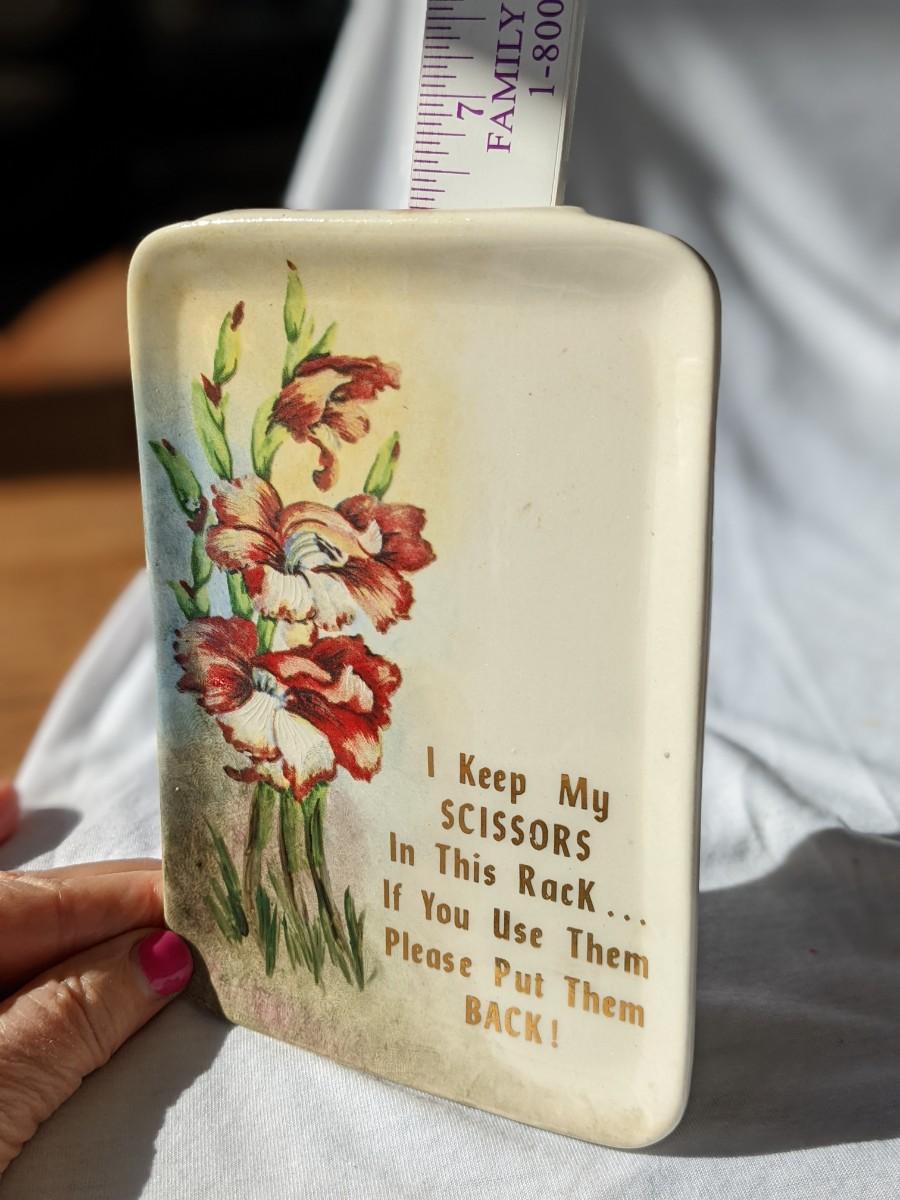 7
FAMILY
1-800
I Keep My
SCISSORS
In This Rack...
If You Use Them
Please Put Them
BACK!